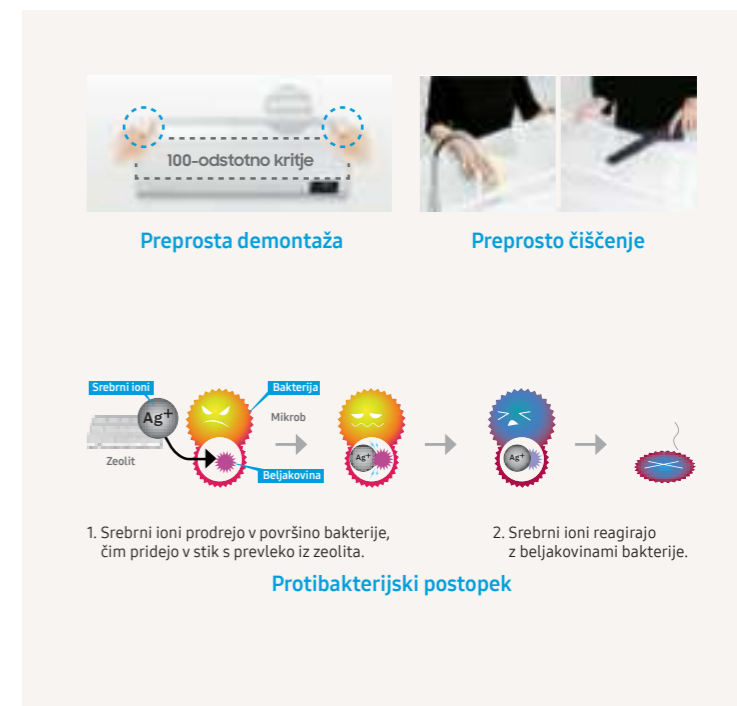 100-odstotno kritje
Preprosta demontaža
Preprosto čiščenje
Srebrni ioni
Bakterija
Ag+
Mikrob
Zeolit
Beljakovina
Ag+
Ag+
1. Srebrni ioni prodrejo v površino bakterije,
čim pridejo v stik s prevleko iz zeolita.
2. Srebrni ioni reagirajo
z beljakovinami bakterije.
Protibakterijski postopek